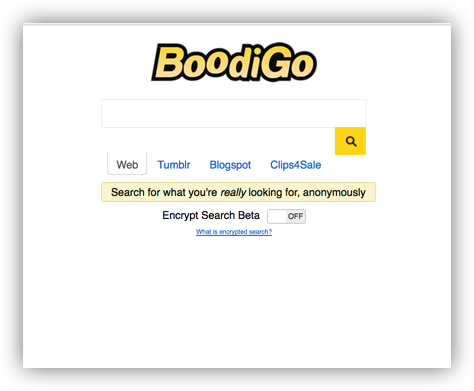 BoodiGo
Web Tumblr Blogspot Clips4Sale
Search for what you're really looking for, anonymously
Encrypt Search Beta OFF
What is encrypted search?